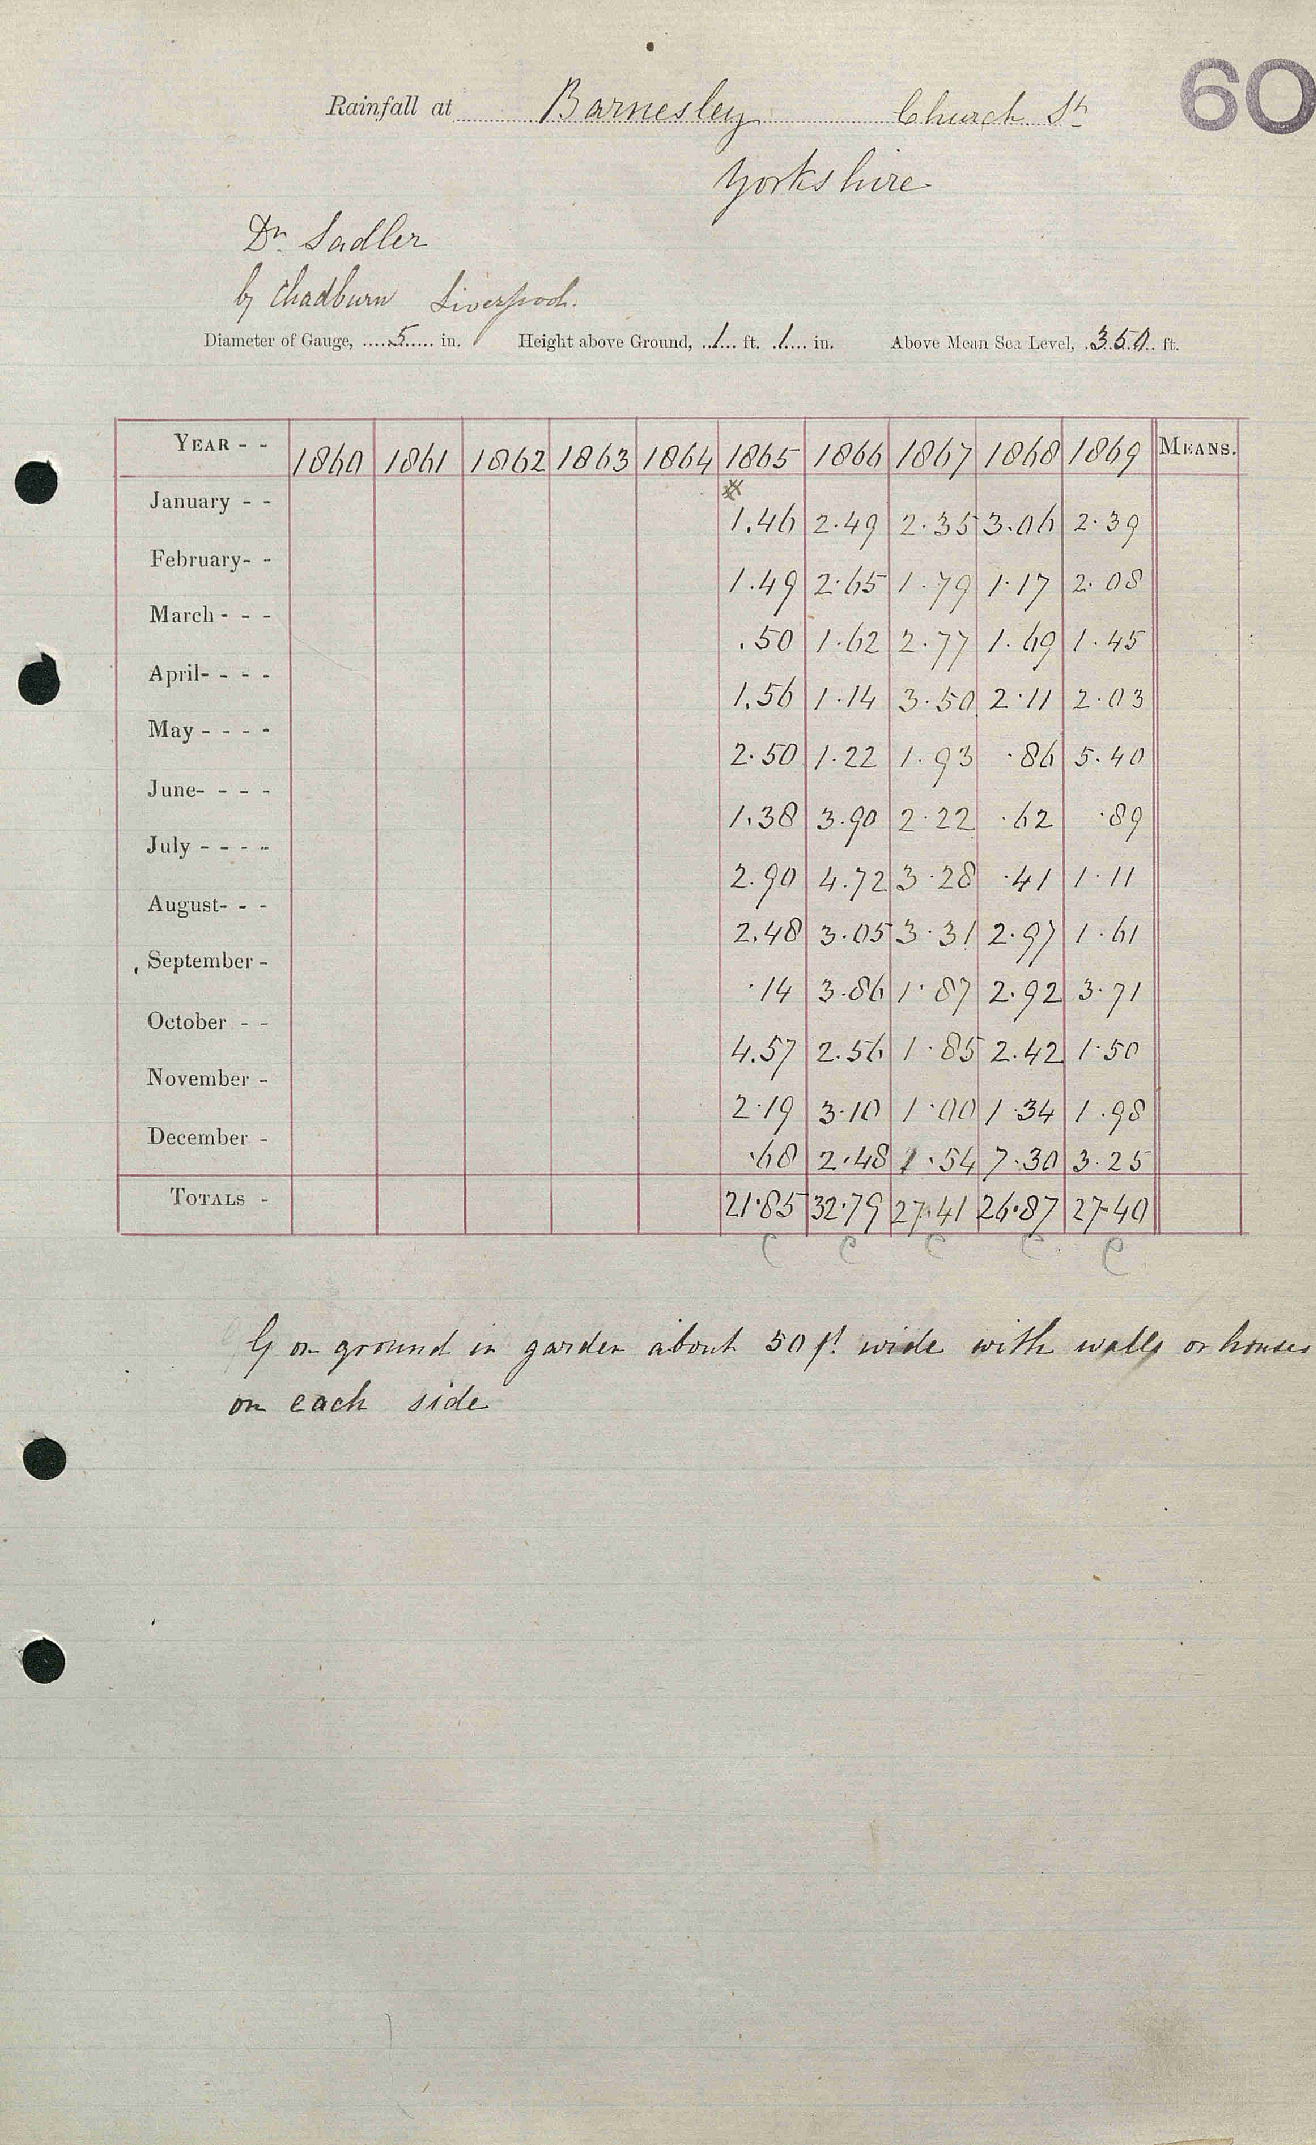 60
Rainfall at Barnesley Church St
Yorkshire
Dr. Sadler
by Chadburn Liverpool.
Diameter of Gauge, 5 in. Height above Ground, 1 ft. 1 in. Above Mean Sea Level, 350 ft.
YEAR - - 1860 1861 1862 1863 1864 1865 1866 1867 1868 1869 MEANS.
January - - 1.46 2.49 2.35 3.06 2.39
February- - 1.49 2.65 1.79 1.17 2.08
March - - - .50 1.62 2.77 1.69 1.45
April- - - - 1.56 1.14 3.50 2.11 2.03
May - - - - 2.50 1.22 1.93 .86 5.40
June- - - - 1.38 3.90 2.22 .62 .89
July - - - - 2.90 4.72 3.28 .41 1.11
August- - - 2.48 3.05 3.31 2.97 1.61
September - .14 3.86 1.87 2.92 3.71
October - - 4.57 2.56 1.85 2.42 1.50
November - 2.19 3.10 1.00 1.34 1.98
December - .68 2.48 1.54 7.30 3.25
TOTALS - 21.85 32.79 27.41 26.87 27.40
c c c c c
G on ground in garden about 30 ft. wide with walls or houses
on each side